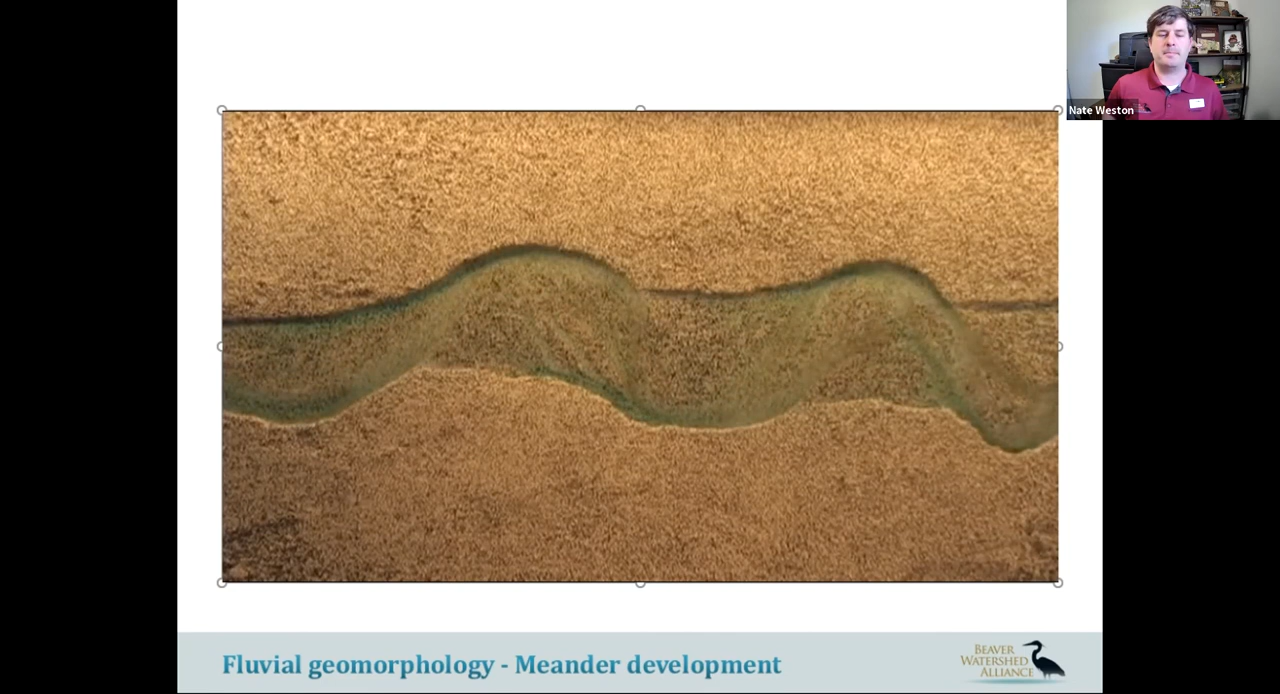 Nate Weston
Fluvial geomorphology - Meander development
BEAVER
WATERSHED
ALLIANCE